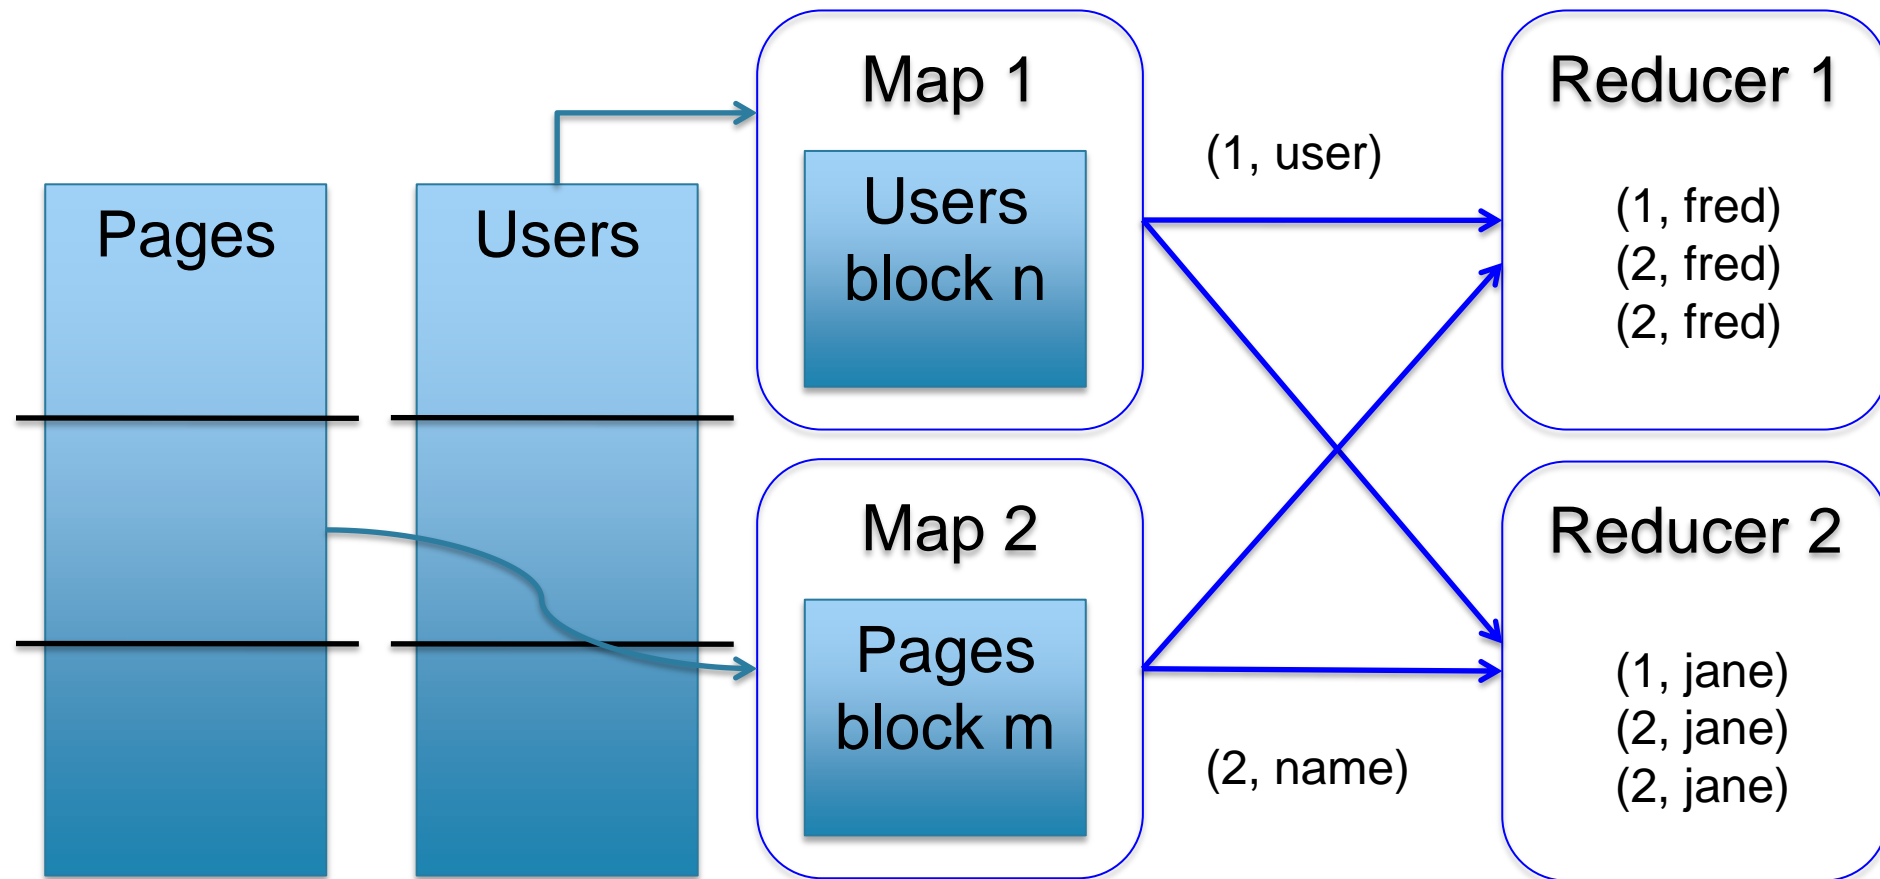 Pages
Users
Map 1
Users
block n
Map 2
Pages
block m
(1, user)
(2, name)
Reducer 1
(1, fred)
(2, fred)
(2, fred)
Reducer 2
(1, jane)
(2, jane)
(2, jane)